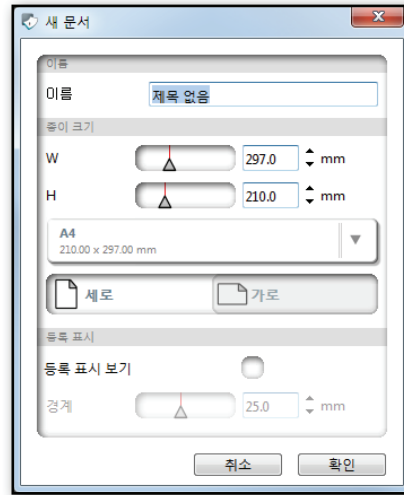 새 문서
이름
이름 제목 없음
종이 크기
W 297.0 mm
H 210.0 mm
A4
210.00 x 297.00 mm
세로 가로
등록 표시
등록 표시 보기
경계 25.0 mm
취소 확인